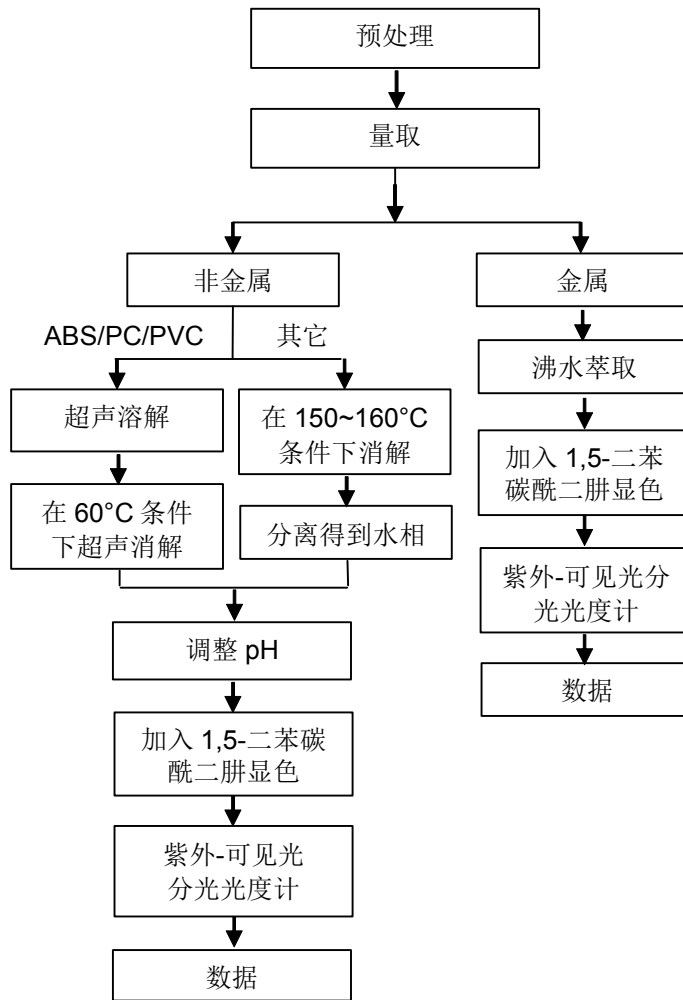 预处理
量取
非金属
金属
ABS/PC/PVC
其它
超声溶解
在 60°C 条件
下超声消解
在 150~160°C
条件下消解
分离得到水相
调整 pH
加入 1,5-二苯碳
酰二肼显色
紫外-可见光
分光光度计
数据
沸水萃取
加入 1,5-二苯
碳酰二肼显色
紫外-可见光分
光光度计
数据